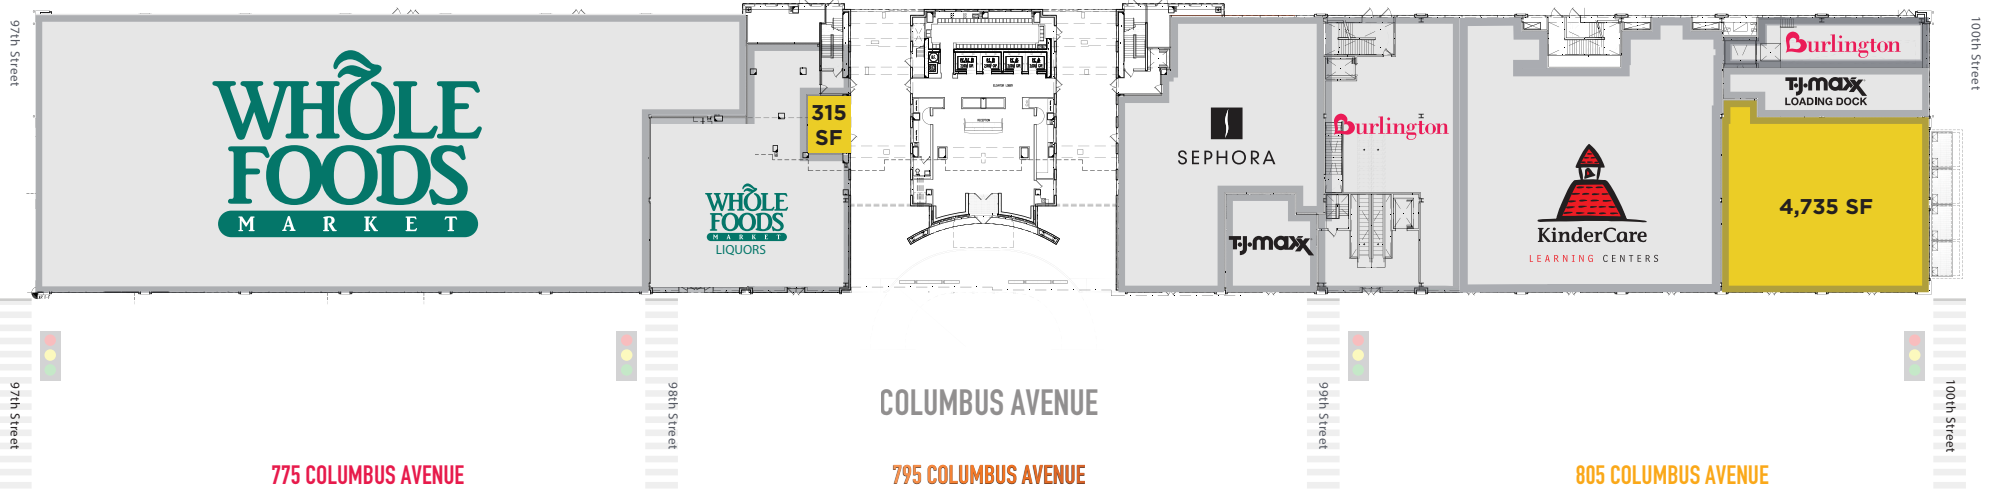 97th Street
WHOLE
FOODS
MARKET
315
SF
WHOLE
FOODS
MARKET
LIQUORS
SEPHORA
T·J·maxx
Burlington
KinderCare
LEARNING CENTERS
Burlington
T·J·maxx
LOADING DOCK
4,735 SF
100th Street
97th Street
98th Street
COLUMBUS AVENUE
99th Street
100th Street
775 COLUMBUS AVENUE
795 COLUMBUS AVENUE
805 COLUMBUS AVENUE